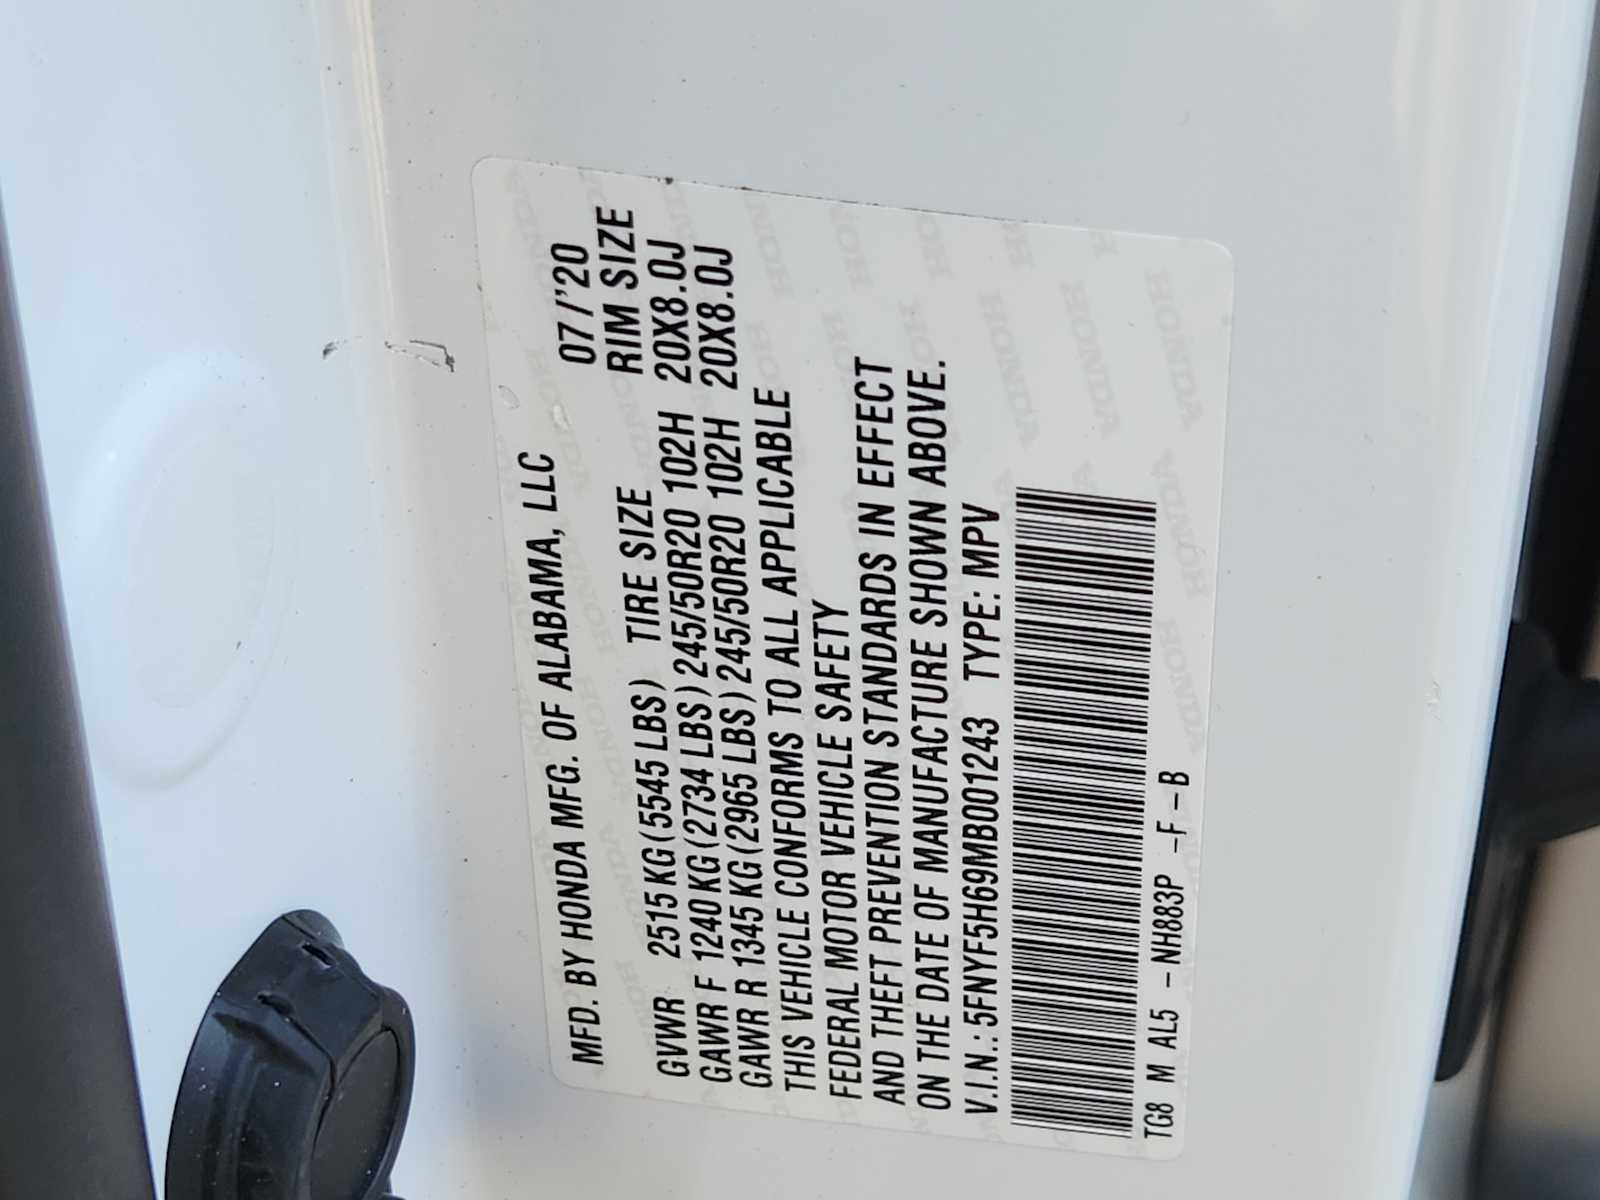 MFD. BY HONDA MFG. OF ALABAMA, LLC 07/'20
GVWR 2515 KG (5545 LBS) TIRE SIZE RIM SIZE
GAWR F 1240 KG (2734 LBS) 245/50R20 102H 20X8.0J
GAWR R 1345 KG (2965 LBS) 245/50R20 102H 20X8.0J
THIS VEHICLE CONFORMS TO ALL APPLICABLE
FEDERAL MOTOR VEHICLE SAFETY
AND THEFT PREVENTION STANDARDS IN EFFECT
ON THE DATE OF MANUFACTURE SHOWN ABOVE.
V.I.N.: 5FNYF5H69MB001243 TYPE: MPV
TG8 M AL5 - NH883P - F - B